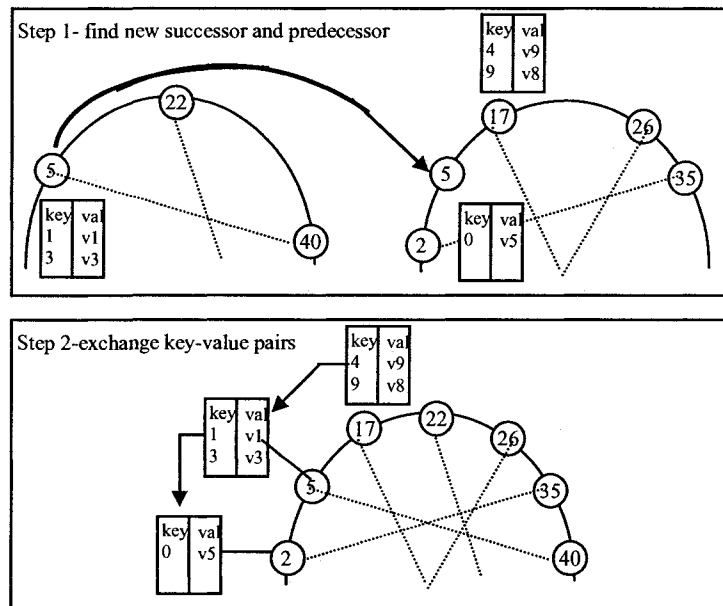 Step 1- find new successor and predecessor
key val
4 v9
9 v8
22
17
26
5
5
35
key val
1 v1
3 v3
40
2
key val
0 v5
Step 2-exchange key-value pairs
key val
4 v9
9 v8
key val
1 v1
3 v3
17
22
26
5
35
key val
0 v5
2
40